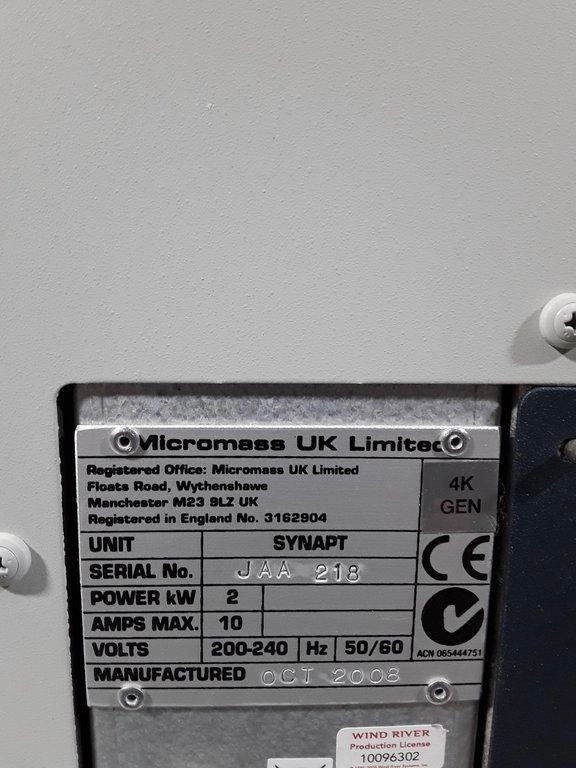 Micromass UK Limited
Registered Office: Micromass UK Limited
Floats Road, Wythenshawe
Manchester M23 9LZ UK
Registered in England No. 3162904
4K
GEN
UNIT SYNAPT
SERIAL No. JAA 218
CE
POWER kW 2
AMPS MAX. 10
VOLTS 200-240 Hz 50/60
ACN 065444751
MANUFACTURED OCT 2008
WIND RIVER
Production License
10096302